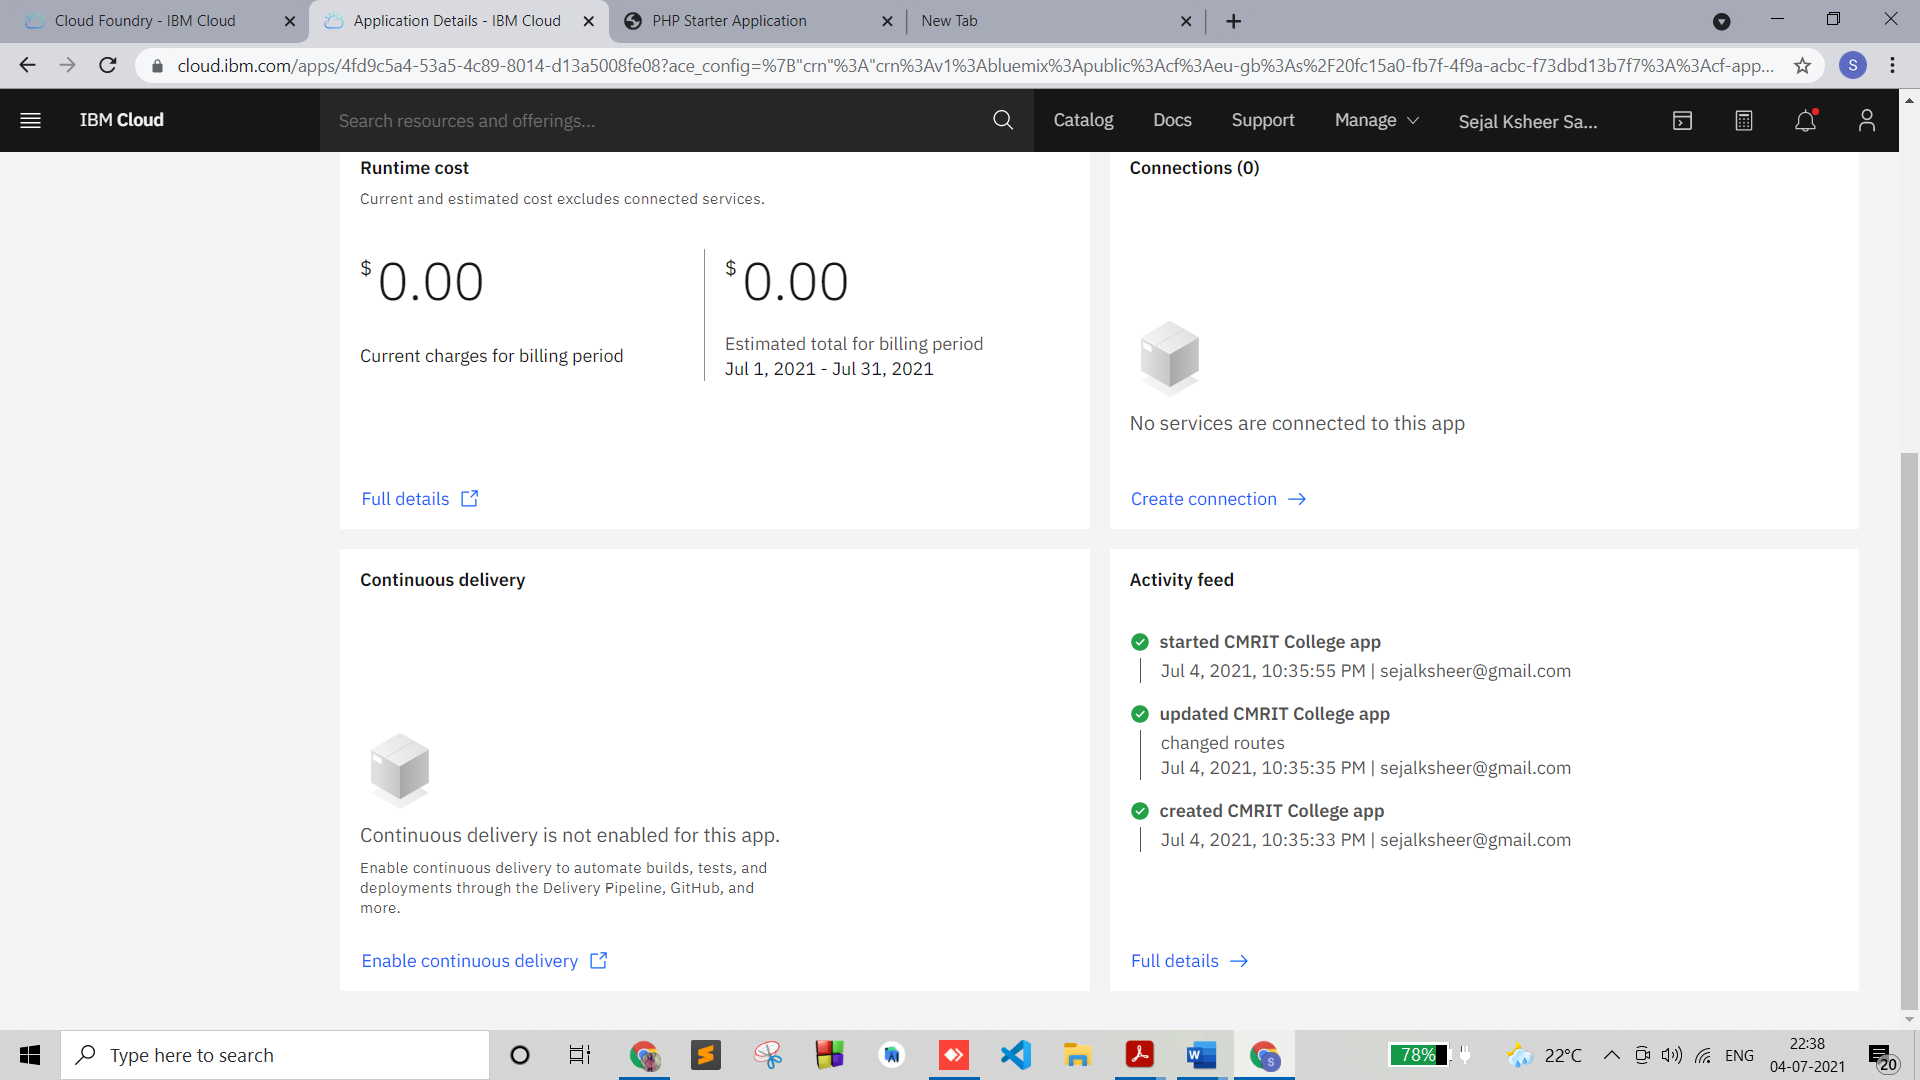 Cloud Foundry - IBM Cloud
Application Details - IBM Cloud
PHP Starter Application
New Tab
cloud.ibm.com/apps/4fd9c5a4-53a5-4c89-8014-d13a5008fe08?ace_config=%7B"crn"%3A"crn%3Av1%3Abluemix%3Apublic%3Acf%3Aeu-gb%3As%2F20fc15a0-fb7f-4f9a-acbc-f73dbd13b7f7%3A%3Acf-app...
S
IBM Cloud
Search resources and offerings...
Catalog
Docs
Support
Manage
Sejal Ksheer Sa...
Runtime cost
Current and estimated cost excludes connected services.
$ 0.00
Current charges for billing period
$ 0.00
Estimated total for billing period
Jul 1, 2021 - Jul 31, 2021
Full details
Connections (0)
No services are connected to this app
Create connection
Continuous delivery
Continuous delivery is not enabled for this app.
Enable continuous delivery to automate builds, tests, and
deployments through the Delivery Pipeline, GitHub, and
more.
Enable continuous delivery
Activity feed
started CMRIT College app
Jul 4, 2021, 10:35:55 PM | sejalksheer@gmail.com
updated CMRIT College app
changed routes
Jul 4, 2021, 10:35:35 PM | sejalksheer@gmail.com
created CMRIT College app
Jul 4, 2021, 10:35:33 PM | sejalksheer@gmail.com
Full details
Type here to search
78%
22°C
ENG
22:38
04-07-2021
20